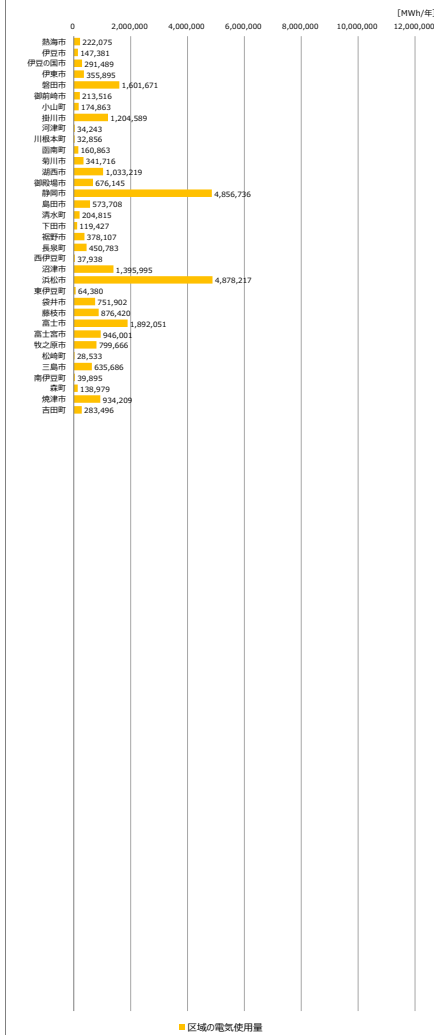 [MWh/年]
0 2,000,000 4,000,000 6,000,000 8,000,000 10,000,000 12,000,000
熱海市 222,075
伊豆市 147,381
伊豆の国市 291,489
伊東市 355,895
磐田市 1,601,671
御前崎市 213,516
小山町 174,863
掛川市 1,204,589
河津町 34,243
川根本町 32,856
函南町 160,863
菊川市 341,716
湖西市 1,033,219
御殿場市 676,145
静岡市 4,856,736
島田市 573,708
清水町 204,815
下田市 119,427
裾野市 378,107
長泉町 450,783
西伊豆町 37,938
沼津市 1,395,995
浜松市 4,878,217
東伊豆町 64,380
袋井市 751,902
藤枝市 876,420
富士市 1,892,051
富士宮市 946,001
牧之原市 799,666
松崎町 28,533
三島市 635,686
南伊豆町 39,895
森町 138,979
焼津市 934,209
吉田町 283,496
区域の電気使用量